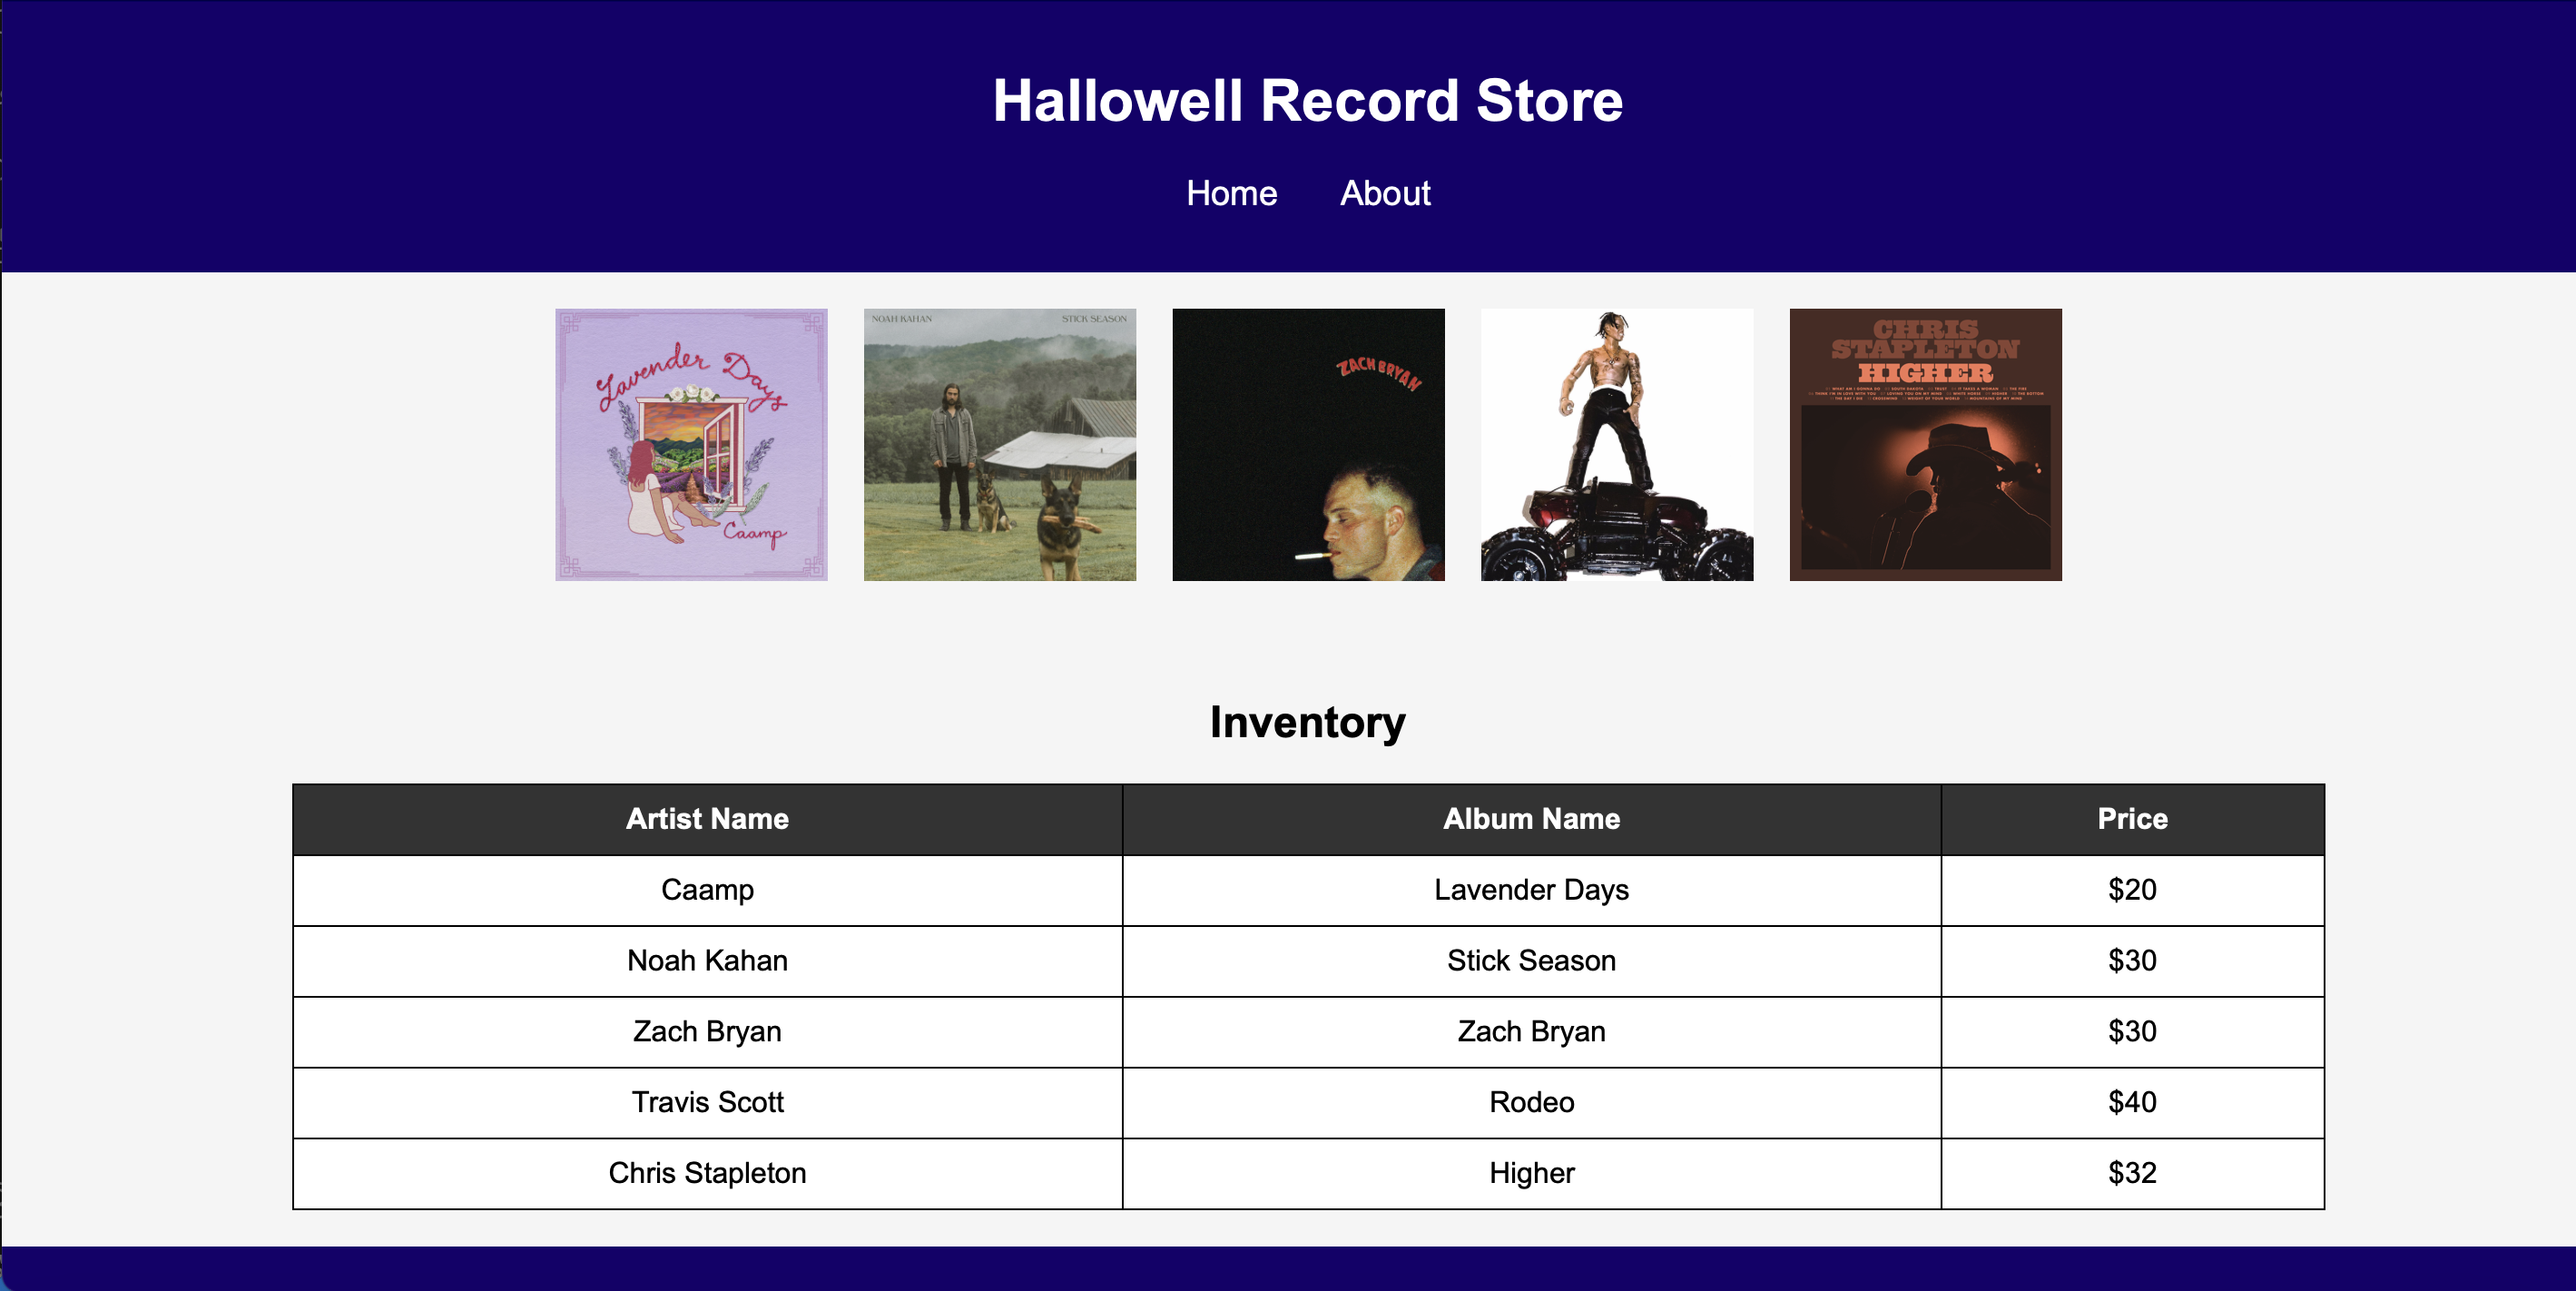 Hallowell Record Store
Home About
Lavender Days
Caamp
NOAH KAHAN STICK SEASON
ZACH BRYAN
CHRIS
STAPLETON
HIGHER
Inventory
Artist Name Album Name Price
Caamp Lavender Days $20
Noah Kahan Stick Season $30
Zach Bryan Zach Bryan $30
Travis Scott Rodeo $40
Chris Stapleton Higher $32